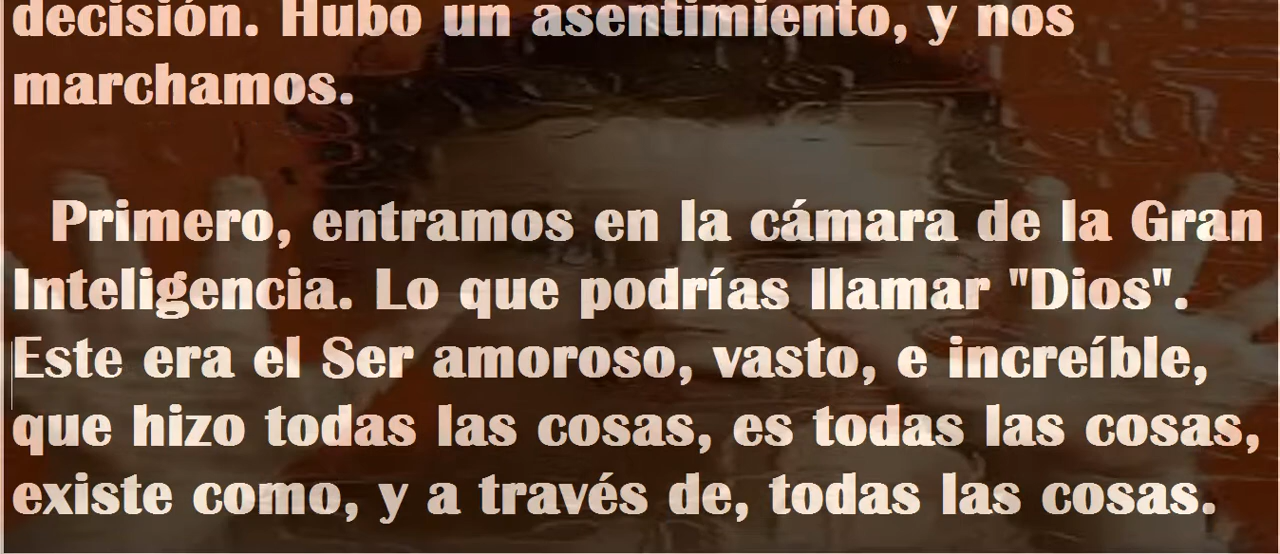 decisión. Hubo un asentimiento, y nos
marchamos.
Primero, entramos en la cámara de la Gran
Inteligencia. Lo que podrías llamar "Dios".
Este era el Ser amoroso, vasto, e increíble,
que hizo todas las cosas, es todas las cosas,
existe como, y a través de, todas las cosas.